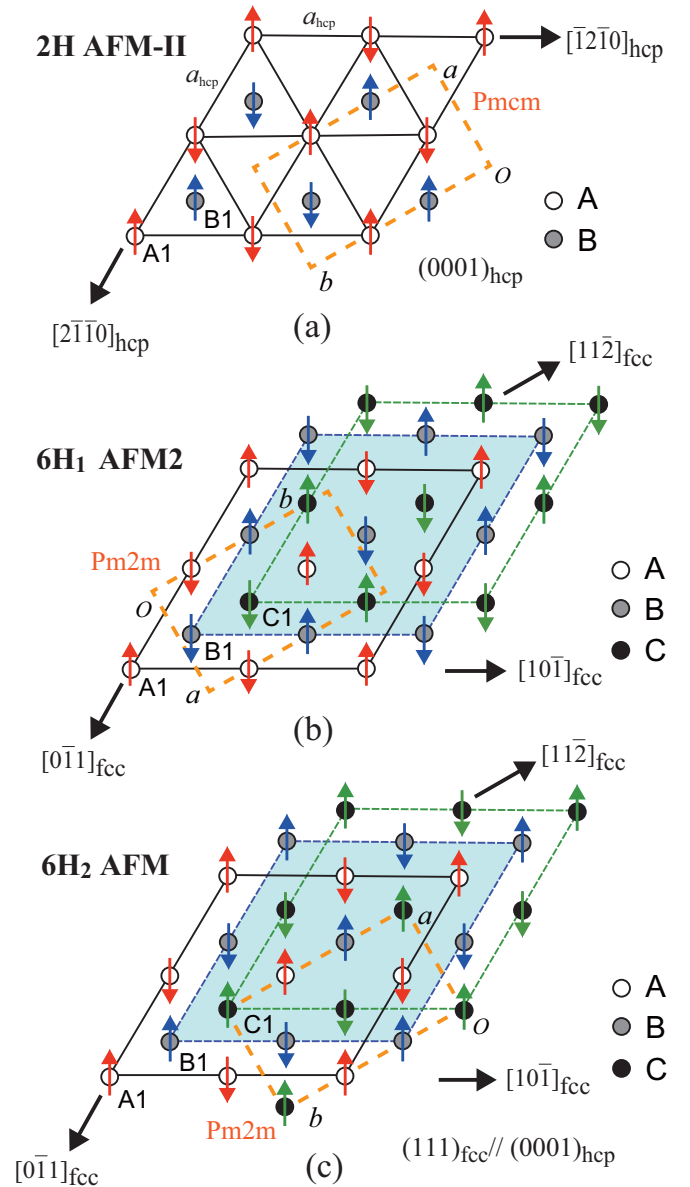 2H AFM-II
a_hcp
[1̄21̄0]_hcp
a_hcp
a
Pmcm
O
A
B
B1
A1
b
(0001)_hcp
[21̄1̄0]_hcp
(a)
[112̄]_fcc
6H₁ AFM2
b
Pm2m
O
A
B
C
C1
B1
A1
a
[101̄]_fcc
[01̄1]_fcc
(b)
[112̄]_fcc
6H₂ AFM
a
A
B
C
C1
O
B1
A1
b
[101̄]_fcc
Pm2m
[01̄1]_fcc
(c)
(111)_fcc// (0001)_hcp